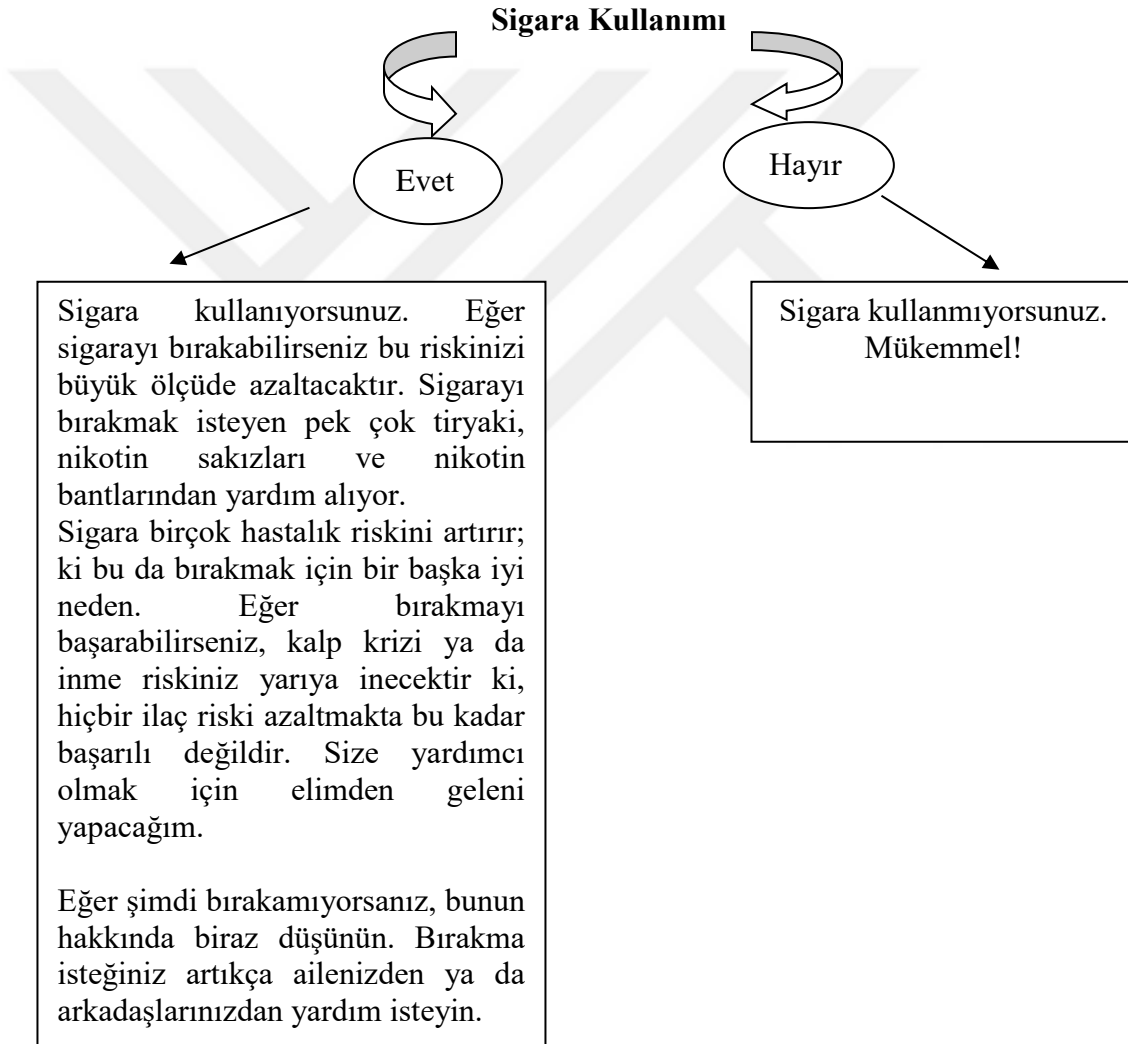 Sigara Kullanımı
Evet
Hayır
Sigara kullanıyorsunuz. Eğer
sigarayı bırakabilirseniz bu riskinizi
büyük ölçüde azaltacaktır. Sigarayı
bırakmak isteyen pek çok tiryaki,
nikotin sakızları ve nikotin
bantlarından yardım alıyor.
Sigara birçok hastalık riskini artırır;
ki bu da bırakmak için bir başka iyi
neden. Eğer bırakmayı
başarabilirseniz, kalp krizi ya da
inme riskiniz yarıya inecektir ki,
hiçbir ilaç riski azaltmakta bu kadar
başarılı değildir. Size yardımcı
olmak için elimden geleni
yapacağım.
Eğer şimdi bırakamıyorsanız, bunun
hakkında biraz düşünün. Bırakma
isteğiniz artıkça ailenizden ya da
arkadaşlarınızdan yardım isteyin.
Sigara kullanmıyorsunuz.
Mükemmel!